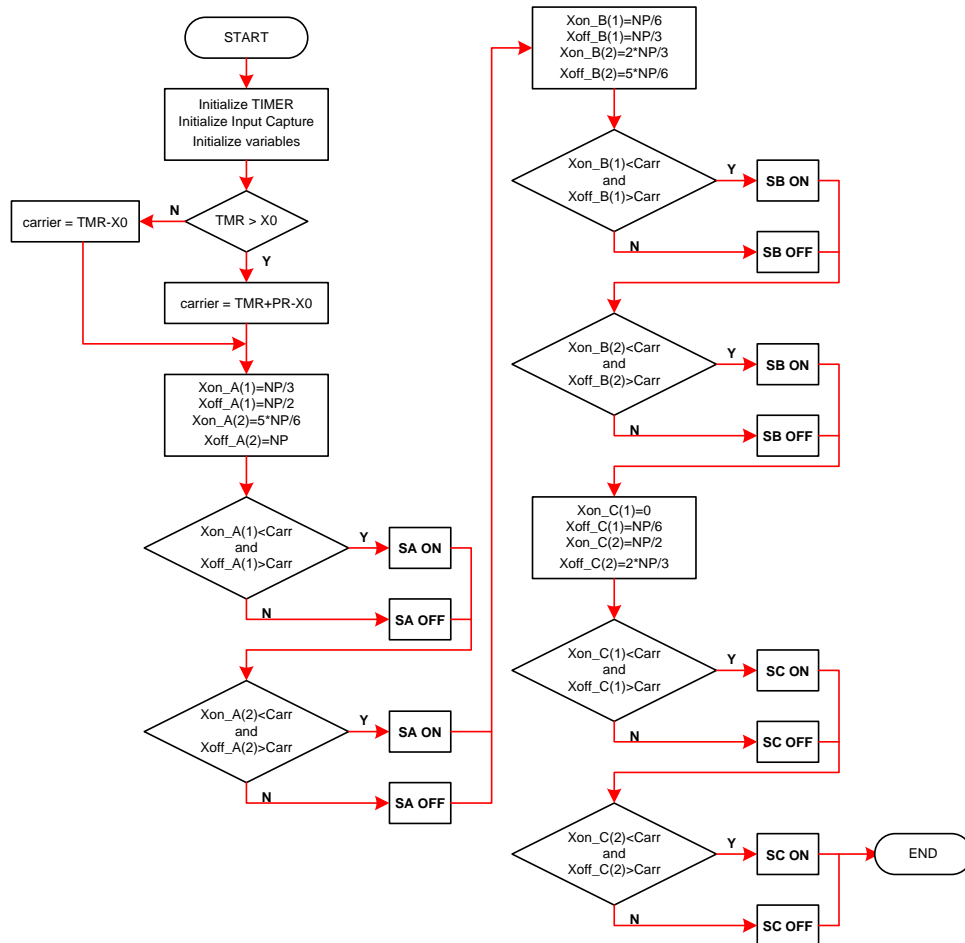 START
Initialize TIMER
Initialize Input Capture
Initialize variables
TMR > X0
N
carrier = TMR-X0
Y
carrier = TMR+PR-X0
Xon_A(1)=NP/3
Xoff_A(1)=NP/2
Xon_A(2)=5*NP/6
Xoff_A(2)=NP
Xon_A(1)<Carr
and
Xoff_A(1)>Carr
Y
SA ON
N
SA OFF
Xon_A(2)<Carr
and
Xoff_A(2)>Carr
Y
SA ON
N
SA OFF
Xon_B(1)=NP/6
Xoff_B(1)=NP/3
Xon_B(2)=2*NP/3
Xoff_B(2)=5*NP/6
Xon_B(1)<Carr
and
Xoff_B(1)>Carr
Y
SB ON
N
SB OFF
Xon_B(2)<Carr
and
Xoff_B(2)>Carr
Y
SB ON
N
SB OFF
Xon_C(1)=0
Xoff_C(1)=NP/6
Xon_C(2)=NP/2
Xoff_C(2)=2*NP/3
Xon_C(1)<Carr
and
Xoff_C(1)>Carr
Y
SC ON
N
SC OFF
Xon_C(2)<Carr
and
Xoff_C(2)>Carr
Y
SC ON
N
SC OFF
END